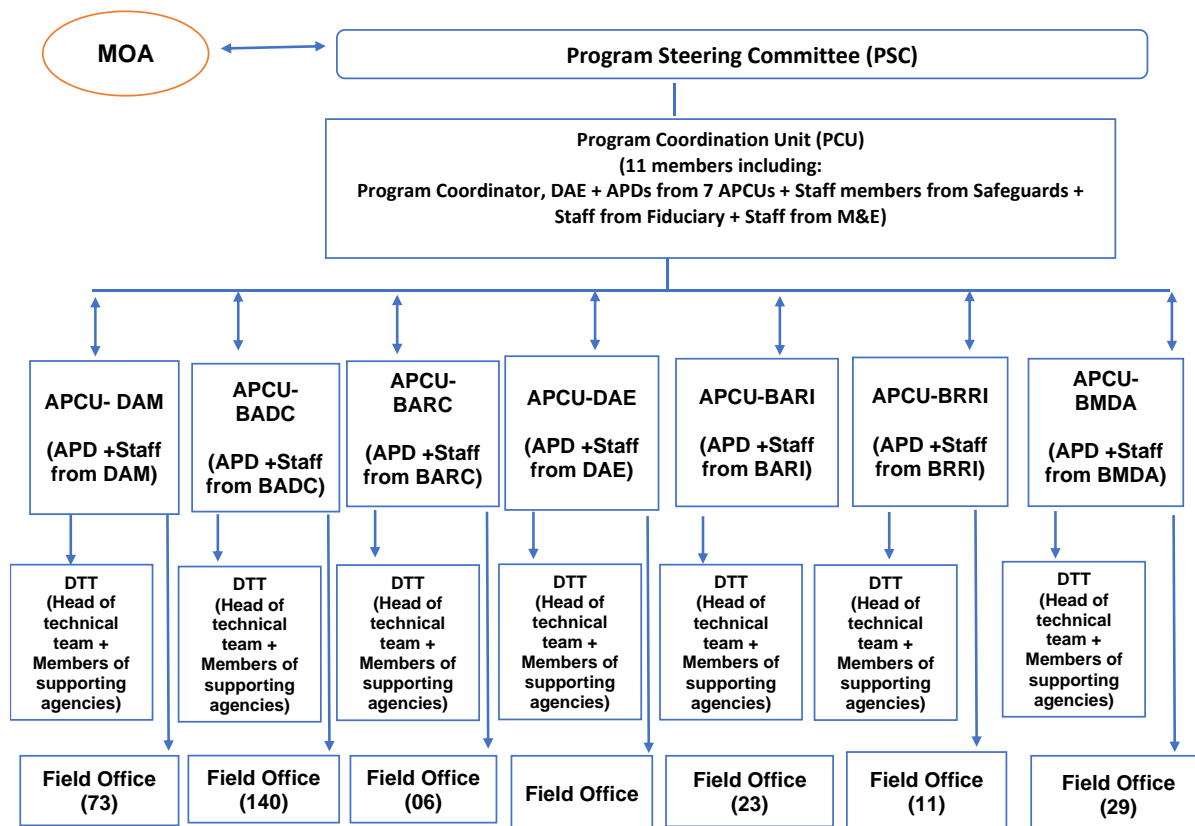 MOA
Program Steering Committee (PSC)
Program Coordination Unit (PCU)
(11 members including:
Program Coordinator, DAE + APDs from 7 APCUs + Staff members from Safeguards +
Staff from Fiduciary + Staff from M&E)
APCU- DAM
(APD +Staff
from DAM)
APCU-
BADC
(APD +Staff
from BADC)
APCU-
BARC
(APD +Staff
from BARC)
APCU-DAE
(APD +Staff
from DAE)
APCU-BARI
(APD +Staff
from BARI)
APCU-BRRI
(APD +Staff
from BRRI)
APCU-
BMDA
(APD +Staff
from BMDA)
DTT
(Head of
technical
team +
Members of
supporting
agencies)
DTT
(Head of
technical
team +
Members of
supporting
agencies)
DTT
(Head of
technical
team +
Members of
supporting
agencies)
DTT
(Head of
technical
team +
Members of
supporting
agencies)
DTT
(Head of
technical
team +
Members of
supporting
agencies)
DTT
(Head of
technical
team +
Members of
supporting
agencies)
DTT
(Head of
technical
team +
Members of
supporting
agencies)
Field Office
(73)
Field Office
(140)
Field Office
(06)
Field Office
Field Office
(23)
Field Office
(11)
Field Office
(29)